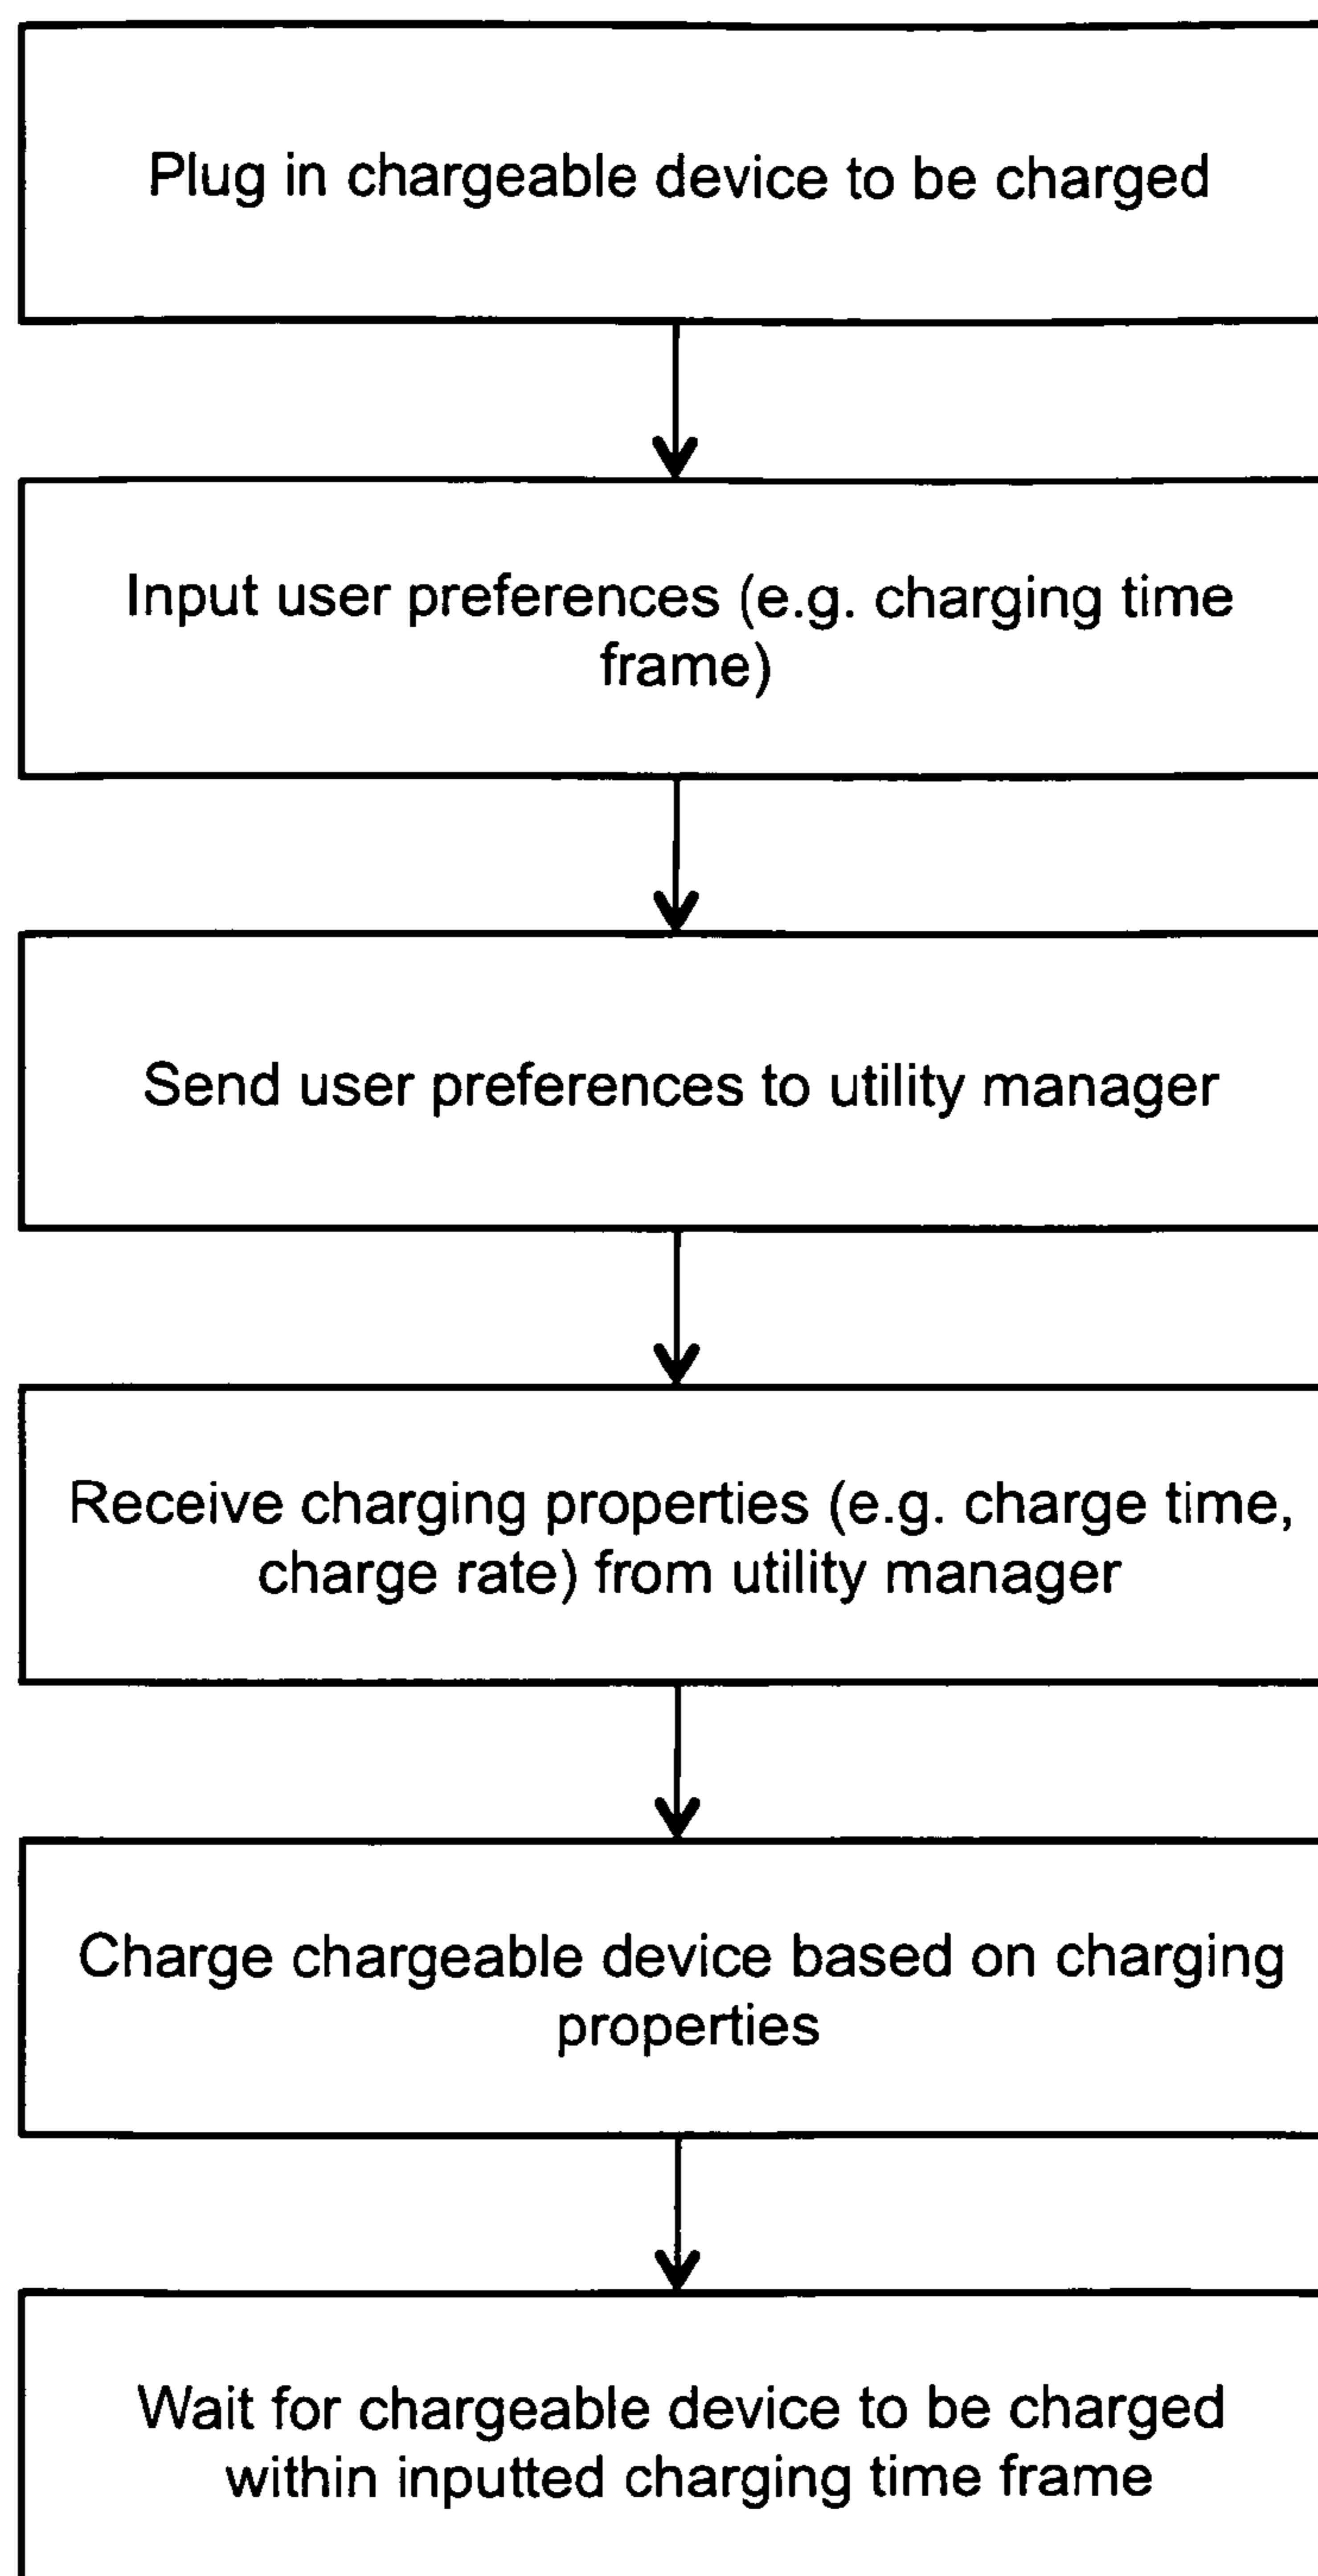 Plug in chargeable device to be charged
Input user preferences (e.g. charging time
frame)
Send user preferences to utility manager
Receive charging properties (e.g. charge time,
charge rate) from utility manager
Charge chargeable device based on charging
properties
Wait for chargeable device to be charged
within inputted charging time frame